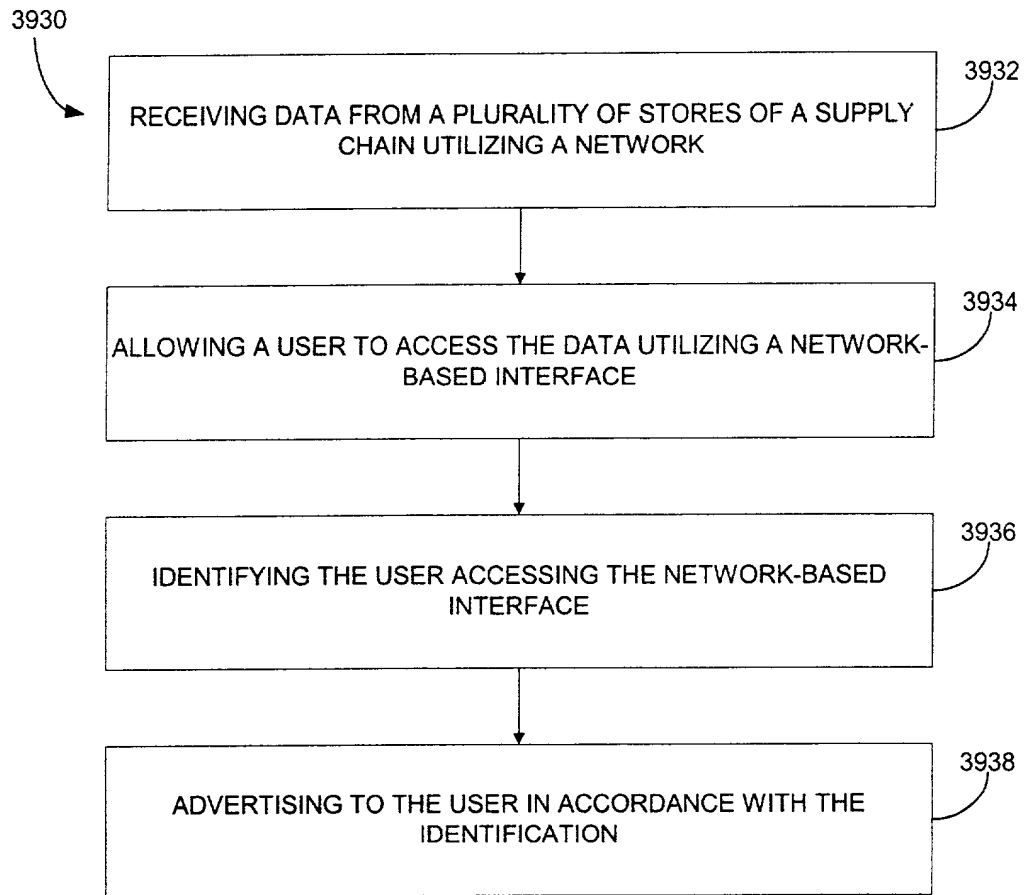 3930
3932
RECEIVING DATA FROM A PLURALITY OF STORES OF A SUPPLY
CHAIN UTILIZING A NETWORK
3934
ALLOWING A USER TO ACCESS THE DATA UTILIZING A NETWORK-
BASED INTERFACE
3936
IDENTIFYING THE USER ACCESSING THE NETWORK-BASED
INTERFACE
3938
ADVERTISING TO THE USER IN ACCORDANCE WITH THE
IDENTIFICATION